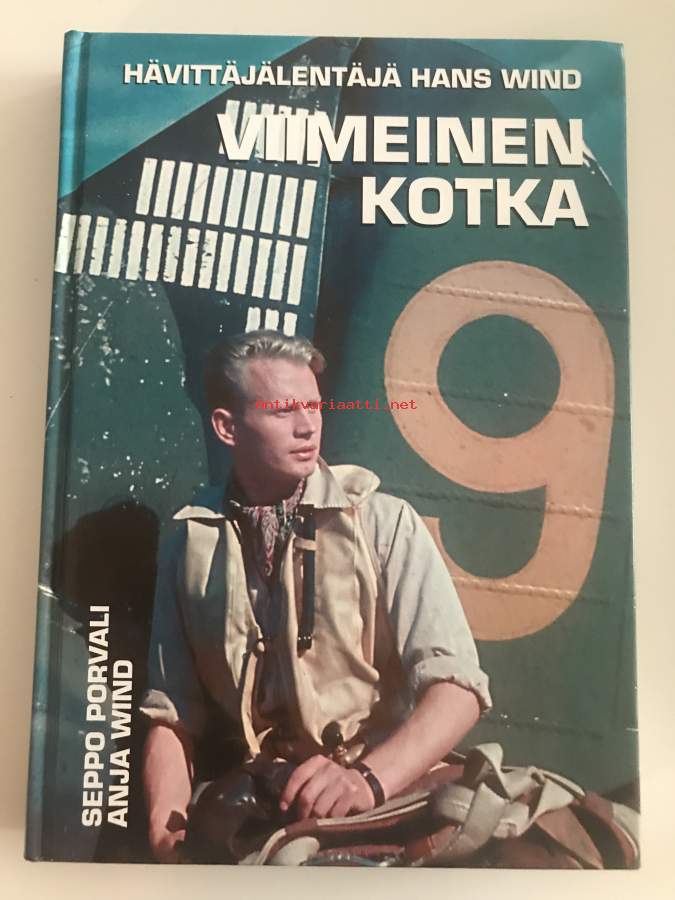 HÄVITTÄJÄLENTÄJÄ HANS WIND
VIIMEINEN
KOTKA
9
antikvariaatti.net
SEPPO PORVALI
ANJA WIND